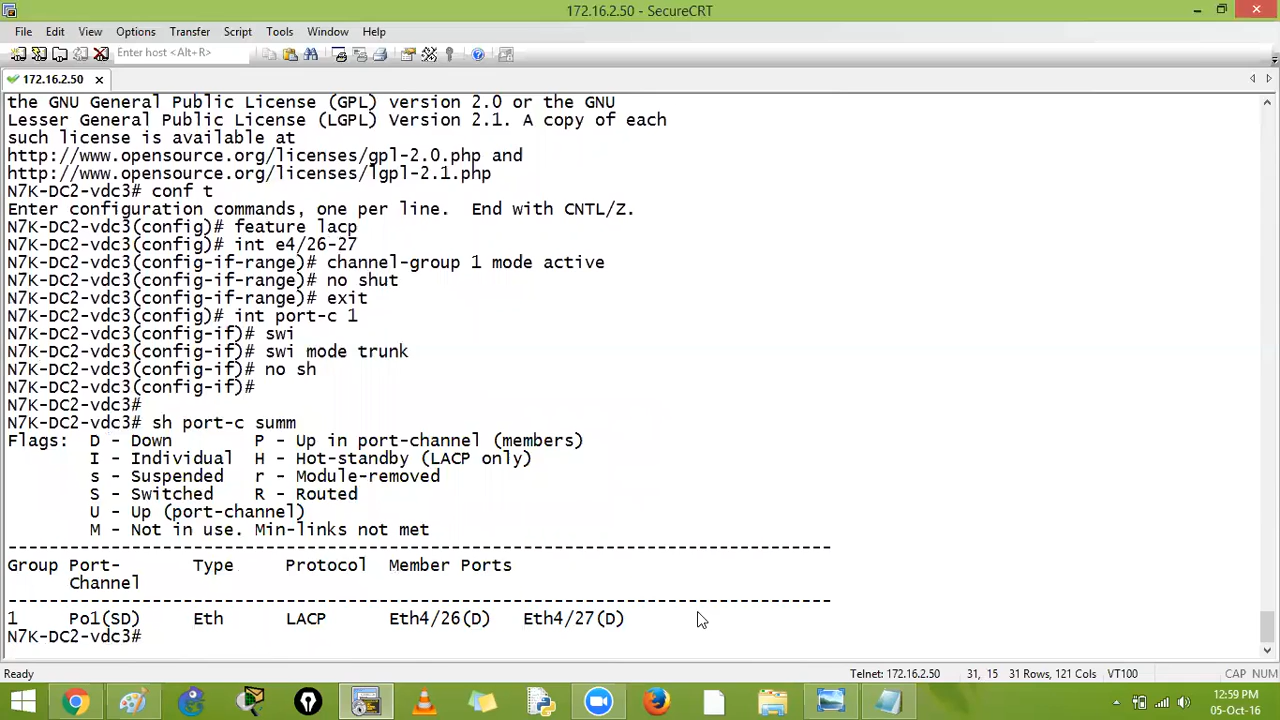 172.16.2.50 - SecureCRT
File Edit View Options Transfer Script Tools Window Help
Enter host <Alt+R>
172.16.2.50
the GNU General Public License (GPL) version 2.0 or the GNU
Lesser General Public License (LGPL) Version 2.1. A copy of each
such license is available at
http://www.opensource.org/licenses/gpl-2.0.php and
http://www.opensource.org/licenses/lgpl-2.1.php
N7K-DC2-vdc3# conf t
Enter configuration commands, one per line.  End with CNTL/Z.
N7K-DC2-vdc3(config)# feature lacp
N7K-DC2-vdc3(config)# int e4/26-27
N7K-DC2-vdc3(config-if-range)# channel-group 1 mode active
N7K-DC2-vdc3(config-if-range)# no shut
N7K-DC2-vdc3(config-if-range)# exit
N7K-DC2-vdc3(config)# int port-c 1
N7K-DC2-vdc3(config-if)# swi
N7K-DC2-vdc3(config-if)# swi mode trunk
N7K-DC2-vdc3(config-if)# no sh
N7K-DC2-vdc3(config-if)#
N7K-DC2-vdc3#
N7K-DC2-vdc3# sh port-c summ
Flags:  D - Down        P - Up in port-channel (members)
        I - Individual  H - Hot-standby (LACP only)
        s - Suspended   r - Module-removed
        S - Switched    R - Routed
        U - Up (port-channel)
        M - Not in use. Min-links not met
--------------------------------------------------------------------------------
Group Port-       Type     Protocol  Member Ports
      Channel
--------------------------------------------------------------------------------
1     Po1(SD)     Eth      LACP      Eth4/26(D)   Eth4/27(D)
N7K-DC2-vdc3#
Ready Telnet: 172.16.2.50 31, 15 31 Rows, 121 Cols VT100 CAP NUM
12:59 PM
05-Oct-16